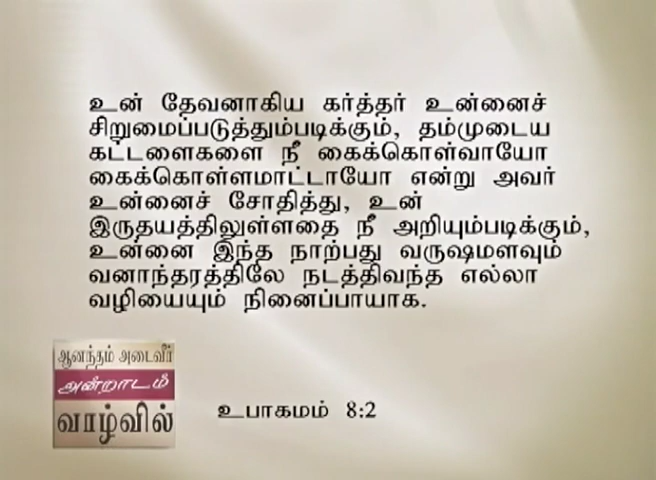 உன் தேவனாகிய கர்த்தர் உன்னைச்
சிறுமைப்படுத்தும்படிக்கும், தம்முடைய
கட்டளைகளை நீ கைக்கொள்வாயோ
கைக்கொள்ளமாட்டாயோ என்று அவர்
உன்னைச் சோதித்து, உன்
இருதயத்திலுள்ளதை நீ அறியும்படிக்கும்,
உன்னை இந்த நாற்பது வருஷமளவும்
வனாந்தரத்திலே நடத்திவந்த எல்லா
வழியையும் நினைப்பாயாக.
ஆனந்தம் அடைவீர்
அன்றாடம்
வாழ்வில்
உபாகமம் 8:2